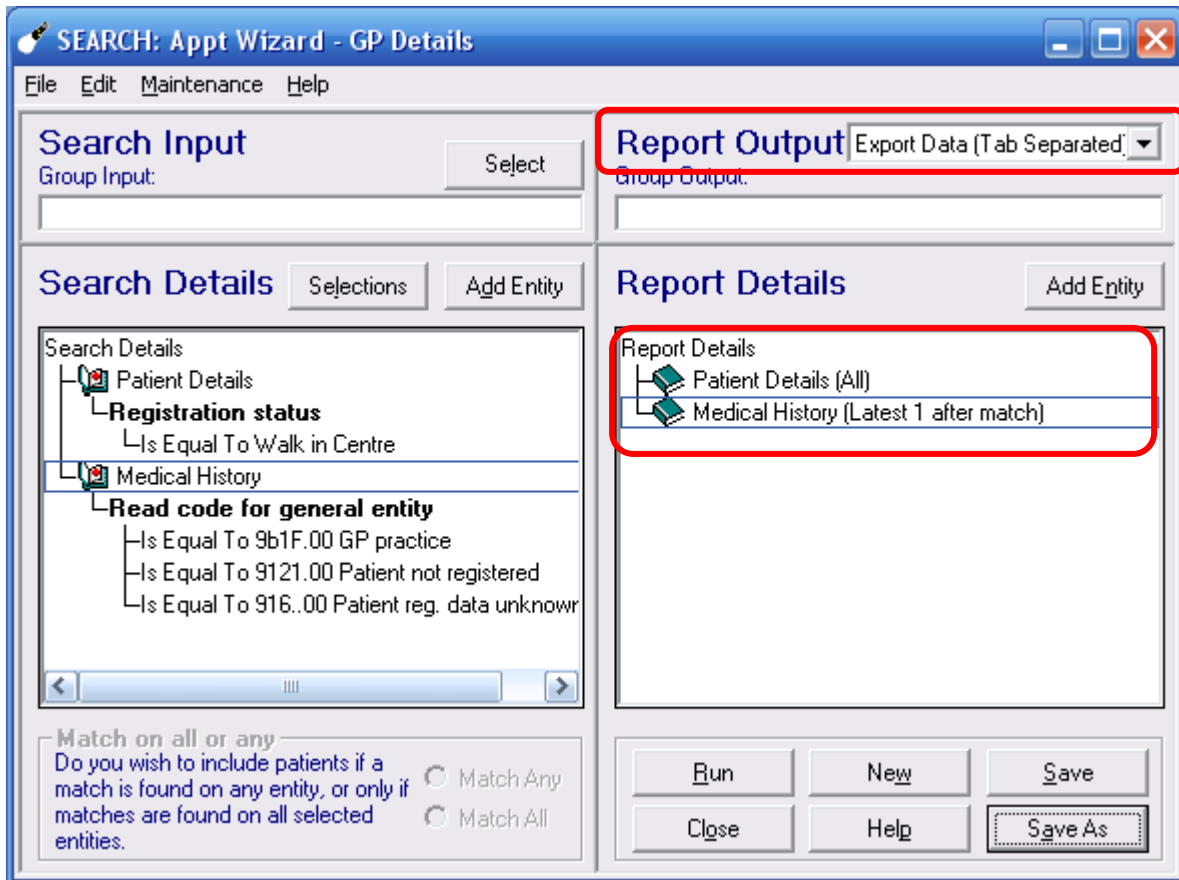 SEARCH: Appt Wizard - GP Details
File Edit Maintenance Help
Search Input
Select
Group Input:
Report Output
Export Data (Tab Separated)
Group Output:
Search Details
Selections
Add Entity
Search Details
Patient Details
Registration status
Is Equal To Walk in Centre
Medical History
Read code for general entity
Is Equal To 9b1F.00 GP practice
Is Equal To 9121.00 Patient not registered
Is Equal To 916..00 Patient reg. data unknown
Match on all or any
Do you wish to include patients if a
match is found on any entity, or only if
matches are found on all selected
entities.
Match Any
Match All
Report Details
Add Entity
Report Details
Patient Details (All)
Medical History (Latest 1 after match)
Run
New
Save
Close
Help
Save As